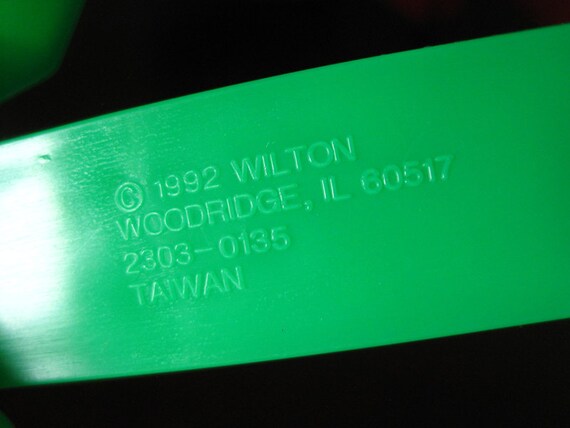 © 1992 WILTON
WOODRIDGE, IL 60517
2303-0135
TAIWAN